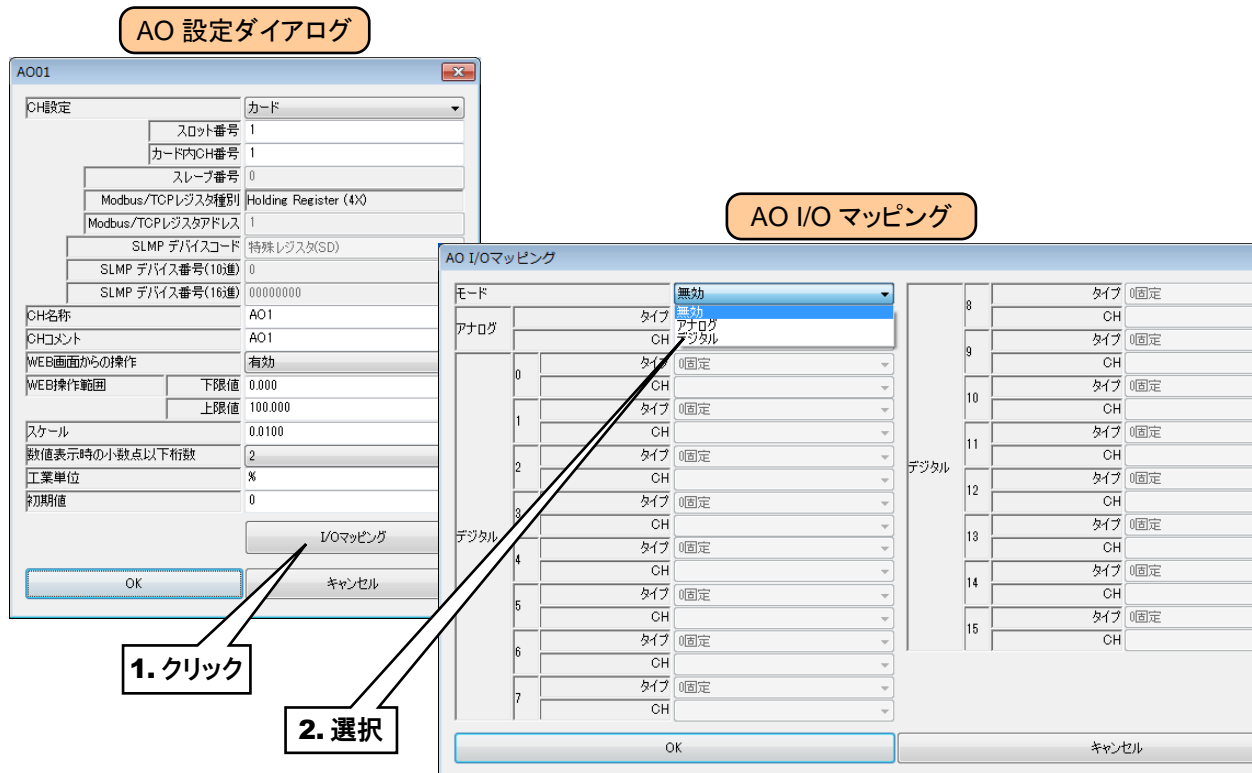 AO 設定ダイアログ
AO01
CH設定 カード
スロット番号 1
カード内CH番号 1
スレーブ番号 0
Modbus/TCPレジスタ種別 Holding Register (4X)
Modbus/TCPレジスタアドレス 1
SLMP デバイスコード 特殊レジスタ(SD)
SLMP デバイス番号(10進) 0
SLMP デバイス番号(16進) 00000000
CH名称 AO1
CHコメント AO1
WEB画面からの操作 有効
WEB操作範囲 下限値 0.000
上限値 100.000
スケール 0.0100
数値表示時の小数点以下桁数 2
工業単位 %
初期値 0
I/Oマッピング
OK キャンセル
1. クリック
AO I/O マッピング
AO I/Oマッピング
モード 無効
無効
アナログ
デジタル
アナログ タイプ
CH
デジタル
0 タイプ 0固定
CH
1 タイプ 0固定
CH
2 タイプ 0固定
CH
3 タイプ 0固定
CH
4 タイプ 0固定
CH
5 タイプ 0固定
CH
6 タイプ 0固定
CH
7 タイプ 0固定
CH
デジタル
8 タイプ 0固定
CH
9 タイプ 0固定
CH
10 タイプ 0固定
CH
11 タイプ 0固定
CH
12 タイプ 0固定
CH
13 タイプ 0固定
CH
14 タイプ 0固定
CH
15 タイプ 0固定
CH
OK キャンセル
2. 選択